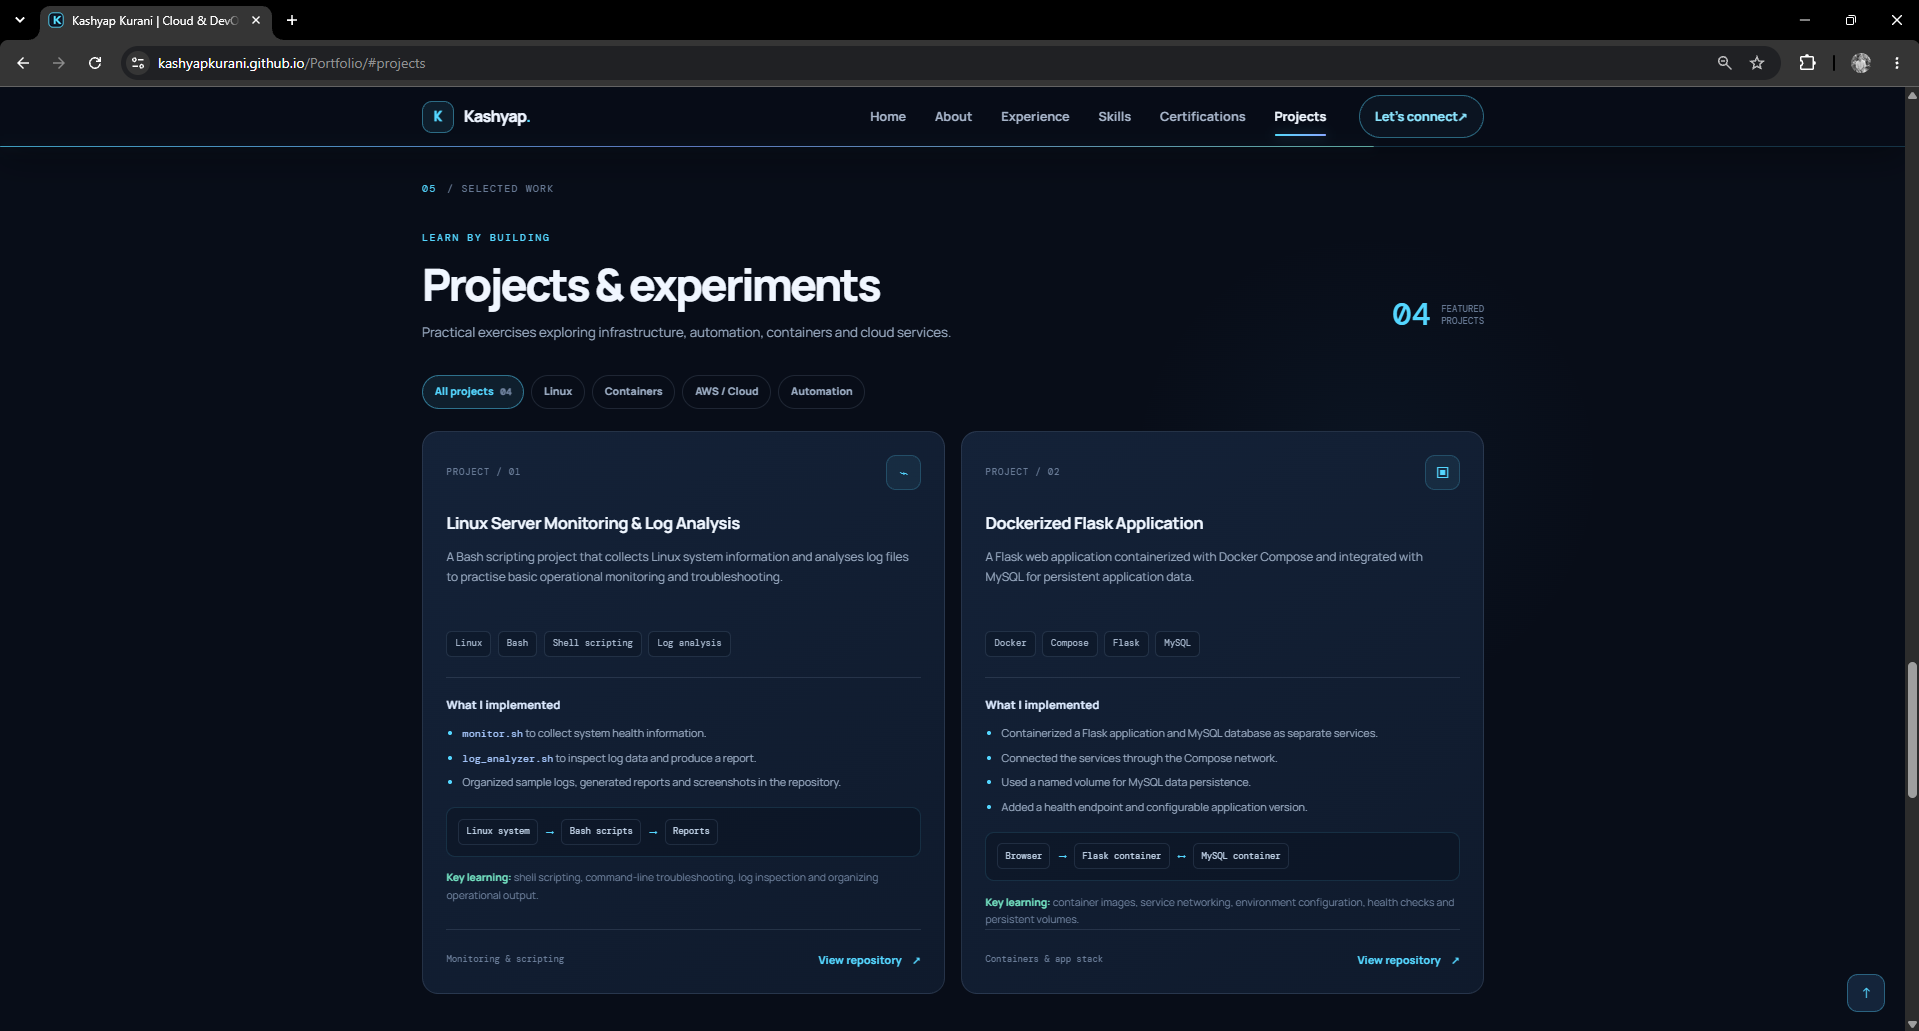 K Kashyap Kurani | Cloud & DevO
kashyapkurani.github.io/Portfolio/#projects
K Kashyap. Home About Experience Skills Certifications Projects Let's connect↗
05 / SELECTED WORK
LEARN BY BUILDING
Projects & experiments
Practical exercises exploring infrastructure, automation, containers and cloud services.
04 FEATURED
PROJECTS
All projects 04 Linux Containers AWS / Cloud Automation
PROJECT / 01
Linux Server Monitoring & Log Analysis
A Bash scripting project that collects Linux system information and analyses log files
to practise basic operational monitoring and troubleshooting.
Linux Bash Shell scripting Log analysis
What I implemented
• monitor.sh to collect system health information.
• log_analyzer.sh to inspect log data and produce a report.
• Organized sample logs, generated reports and screenshots in the repository.
Linux system → Bash scripts → Reports
Key learning: shell scripting, command-line troubleshooting, log inspection and organizing
operational output.
Monitoring & scripting View repository ↗
PROJECT / 02
Dockerized Flask Application
A Flask web application containerized with Docker Compose and integrated with
MySQL for persistent application data.
Docker Compose Flask MySQL
What I implemented
• Containerized a Flask application and MySQL database as separate services.
• Connected the services through the Compose network.
• Used a named volume for MySQL data persistence.
• Added a health endpoint and configurable application version.
Browser → Flask container ↔ MySQL container
Key learning: container images, service networking, environment configuration, health checks and
persistent volumes.
Containers & app stack View repository ↗
↑